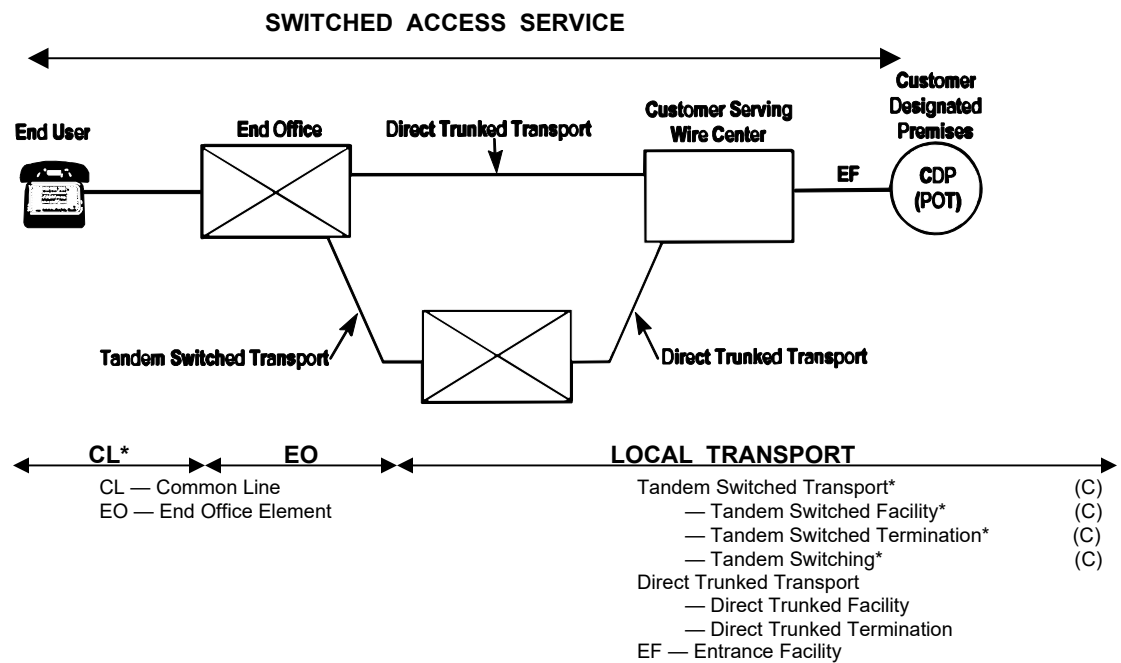 SWITCHED ACCESS SERVICE
Customer
Designated
Premises
End User
End Office
Direct Trunked Transport
Customer Serving
Wire Center
EF
CDP
(POT)
Tandem Switched Transport
Direct Trunked Transport
CL*
EO
LOCAL TRANSPORT
CL — Common Line
EO — End Office Element
Tandem Switched Transport* (C)
— Tandem Switched Facility* (C)
— Tandem Switched Termination* (C)
— Tandem Switching* (C)
Direct Trunked Transport
— Direct Trunked Facility
— Direct Trunked Termination
EF — Entrance Facility